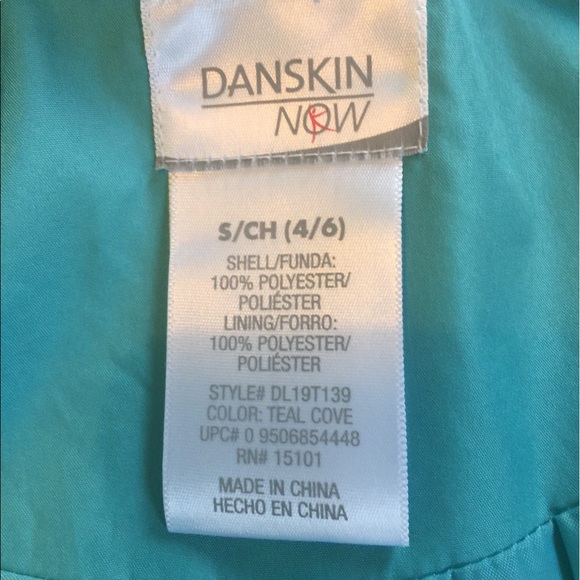 DANSKIN
NOW
S/CH (4/6)
SHELL/FUNDA:
100% POLYESTER/
POLIÉSTER
LINING/FORRO:
100% POLYESTER/
POLIÉSTER
STYLE# DL19T139
COLOR: TEAL COVE
UPC# 0 9506854448
RN# 15101
MADE IN CHINA
HECHO EN CHINA